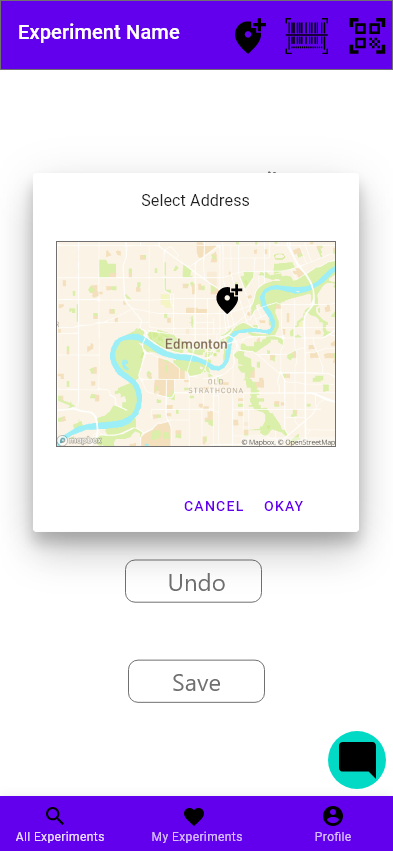 Experiment Name
Select Address
Edmonton
OLD
STRATHCONA
mapbox
© Mapbox, © OpenStreetMap
CANCEL OKAY
Undo
Save
All Experiments
My Experiments
Profile